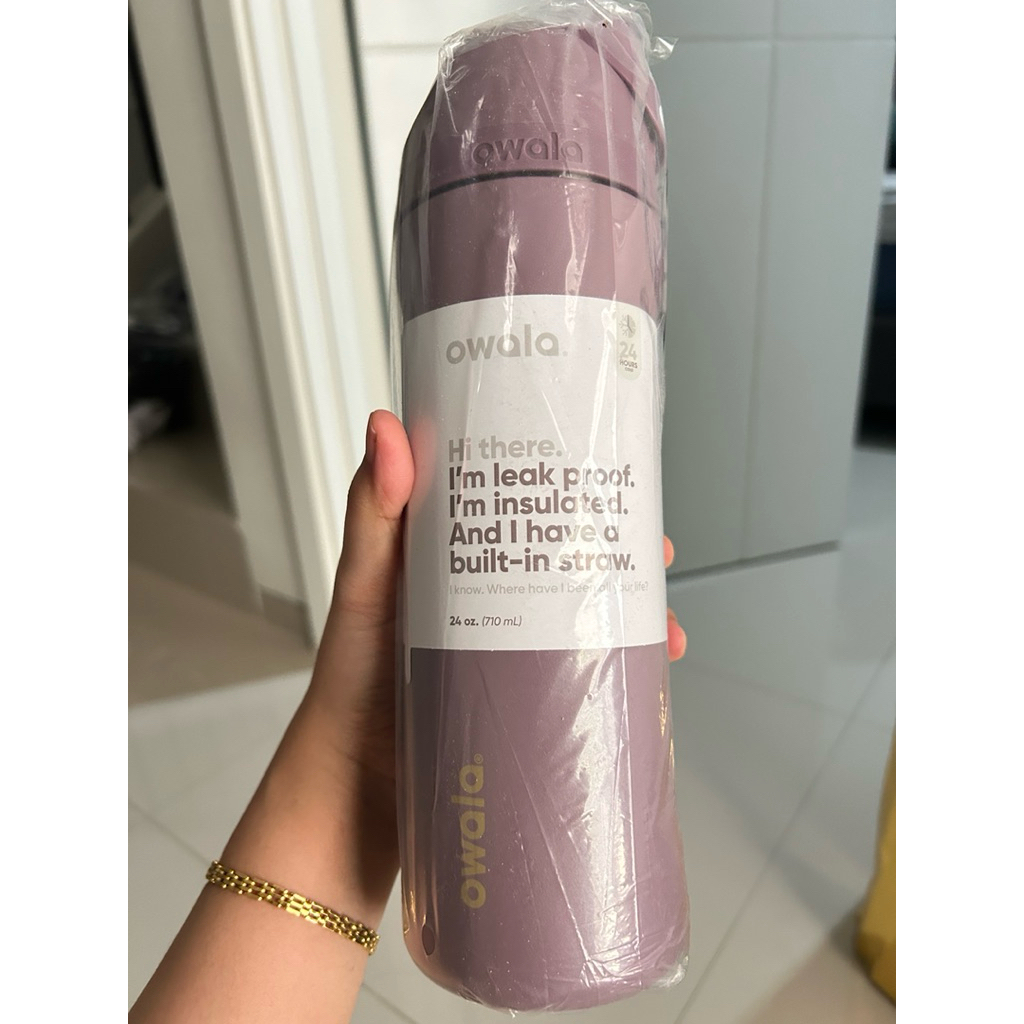 owala
owala.
24
HOURS
Hi there.
I'm leak proof.
I'm insulated.
And I have a
built-in straw.
I know. Where have I been all your life?
24 oz. (710 mL)
owala®